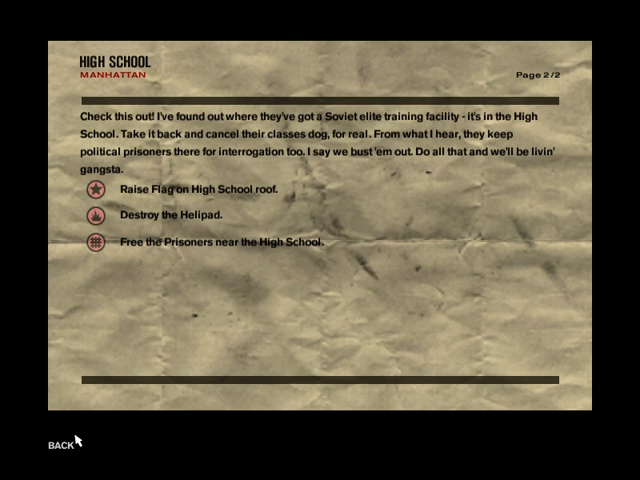 HIGH SCHOOL
MANHATTAN
Page 2/2
Check this out! I've found out where they've got a Soviet elite training facility - it's in the High
School. Take it back and cancel their classes dog, for real. From what I hear, they keep
political prisoners there for interrogation too. I say we bust 'em out. Do all that and we'll be livin'
gangsta.
Raise Flag on High School roof.
Destroy the Helipad.
Free the Prisoners near the High School.
BACK